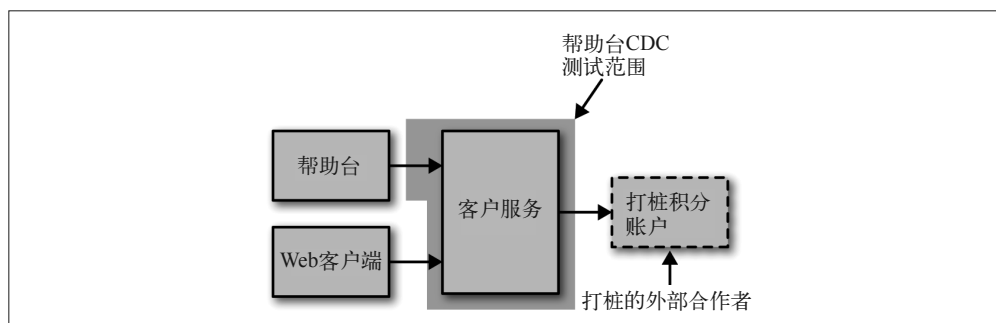 帮助台CDC
测试范围
帮助台
客户服务
打桩积分
账户
Web客户端
打桩的外部合作者